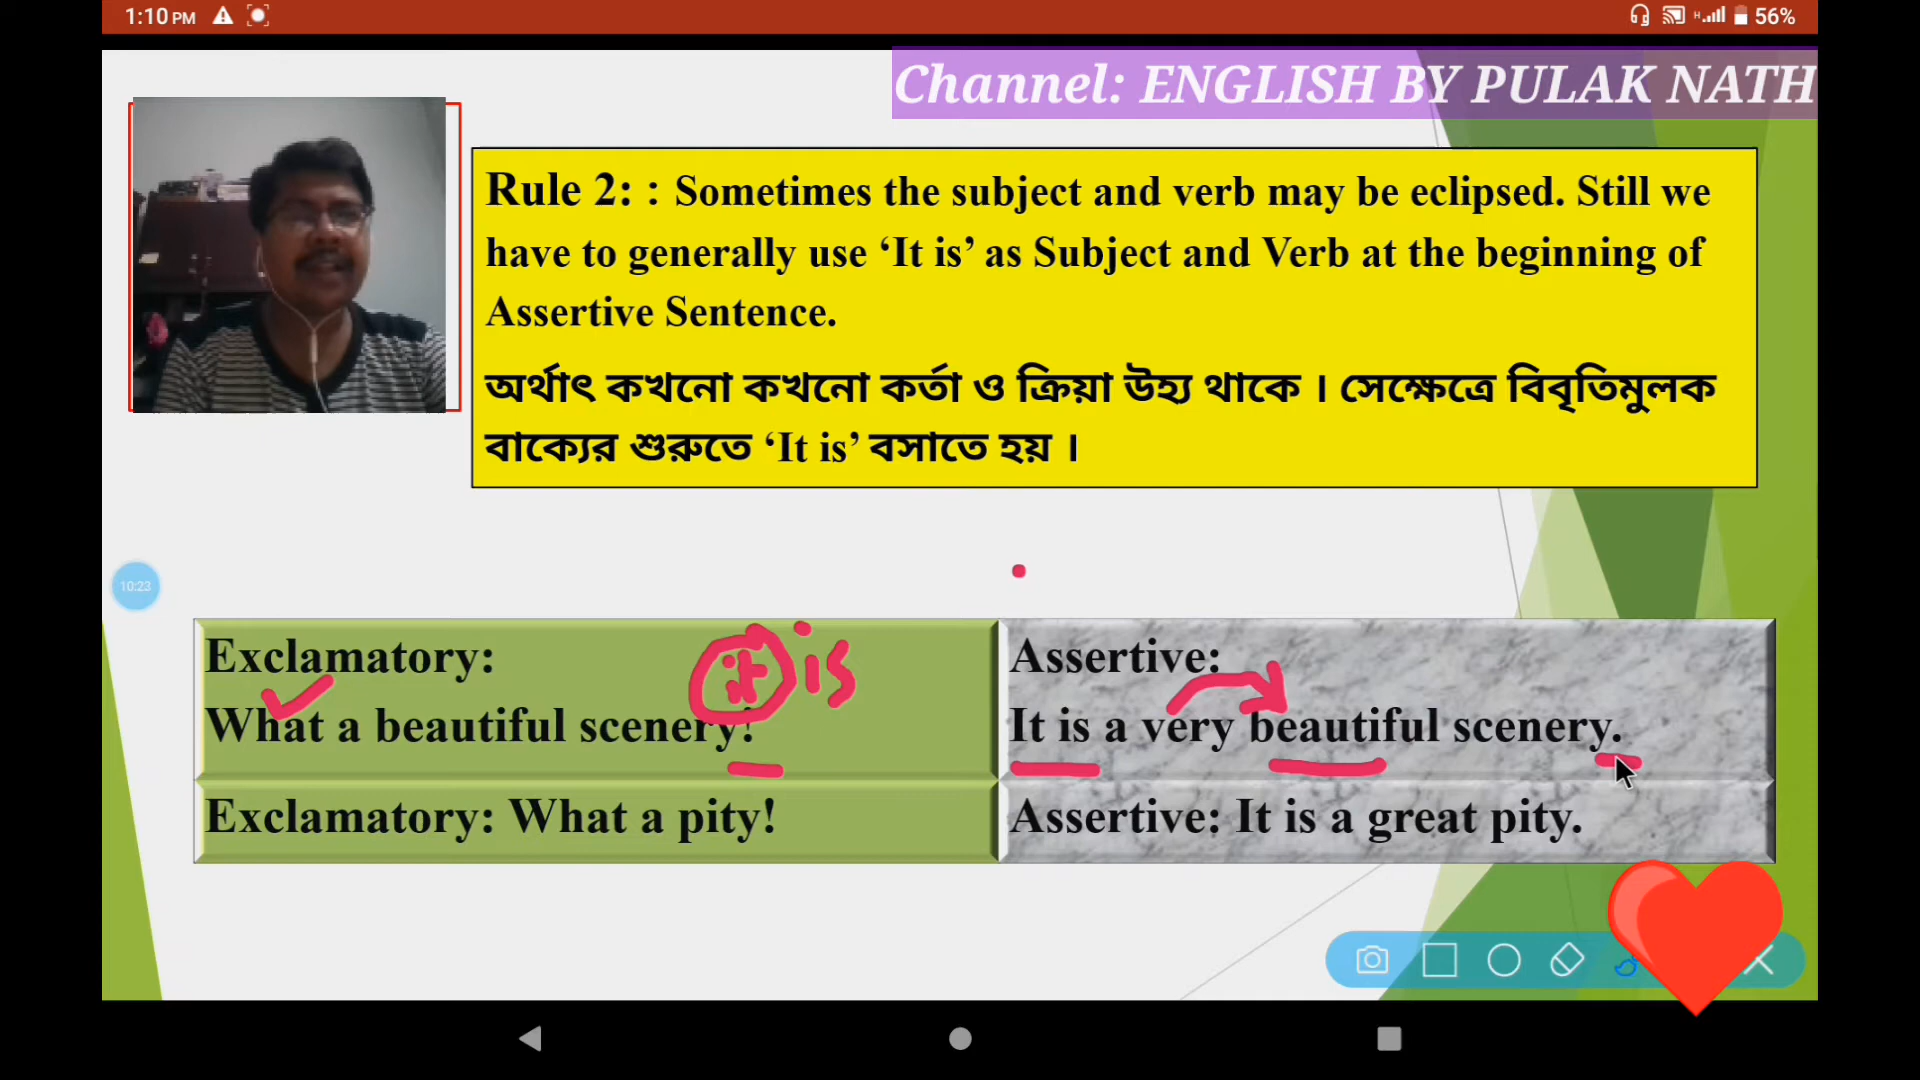 1:10 PM
H
56%
Channel: ENGLISH BY PULAK NATH
Rule 2: : Sometimes the subject and verb may be eclipsed. Still we
have to generally use ‘It is’ as Subject and Verb at the beginning of
Assertive Sentence.
অর্থাৎ কখনো কখনো কর্তা ও ক্রিয়া উহ্য থাকে । সেক্ষেত্রে বিবৃতিমুলক
বাক্যের শুরুতে ‘It is’ বসাতে হয় ।
10:23
Exclamatory:
it is
What a beautiful scenery!
Assertive:
It is a very beautiful scenery.
Exclamatory: What a pity!
Assertive: It is a great pity.